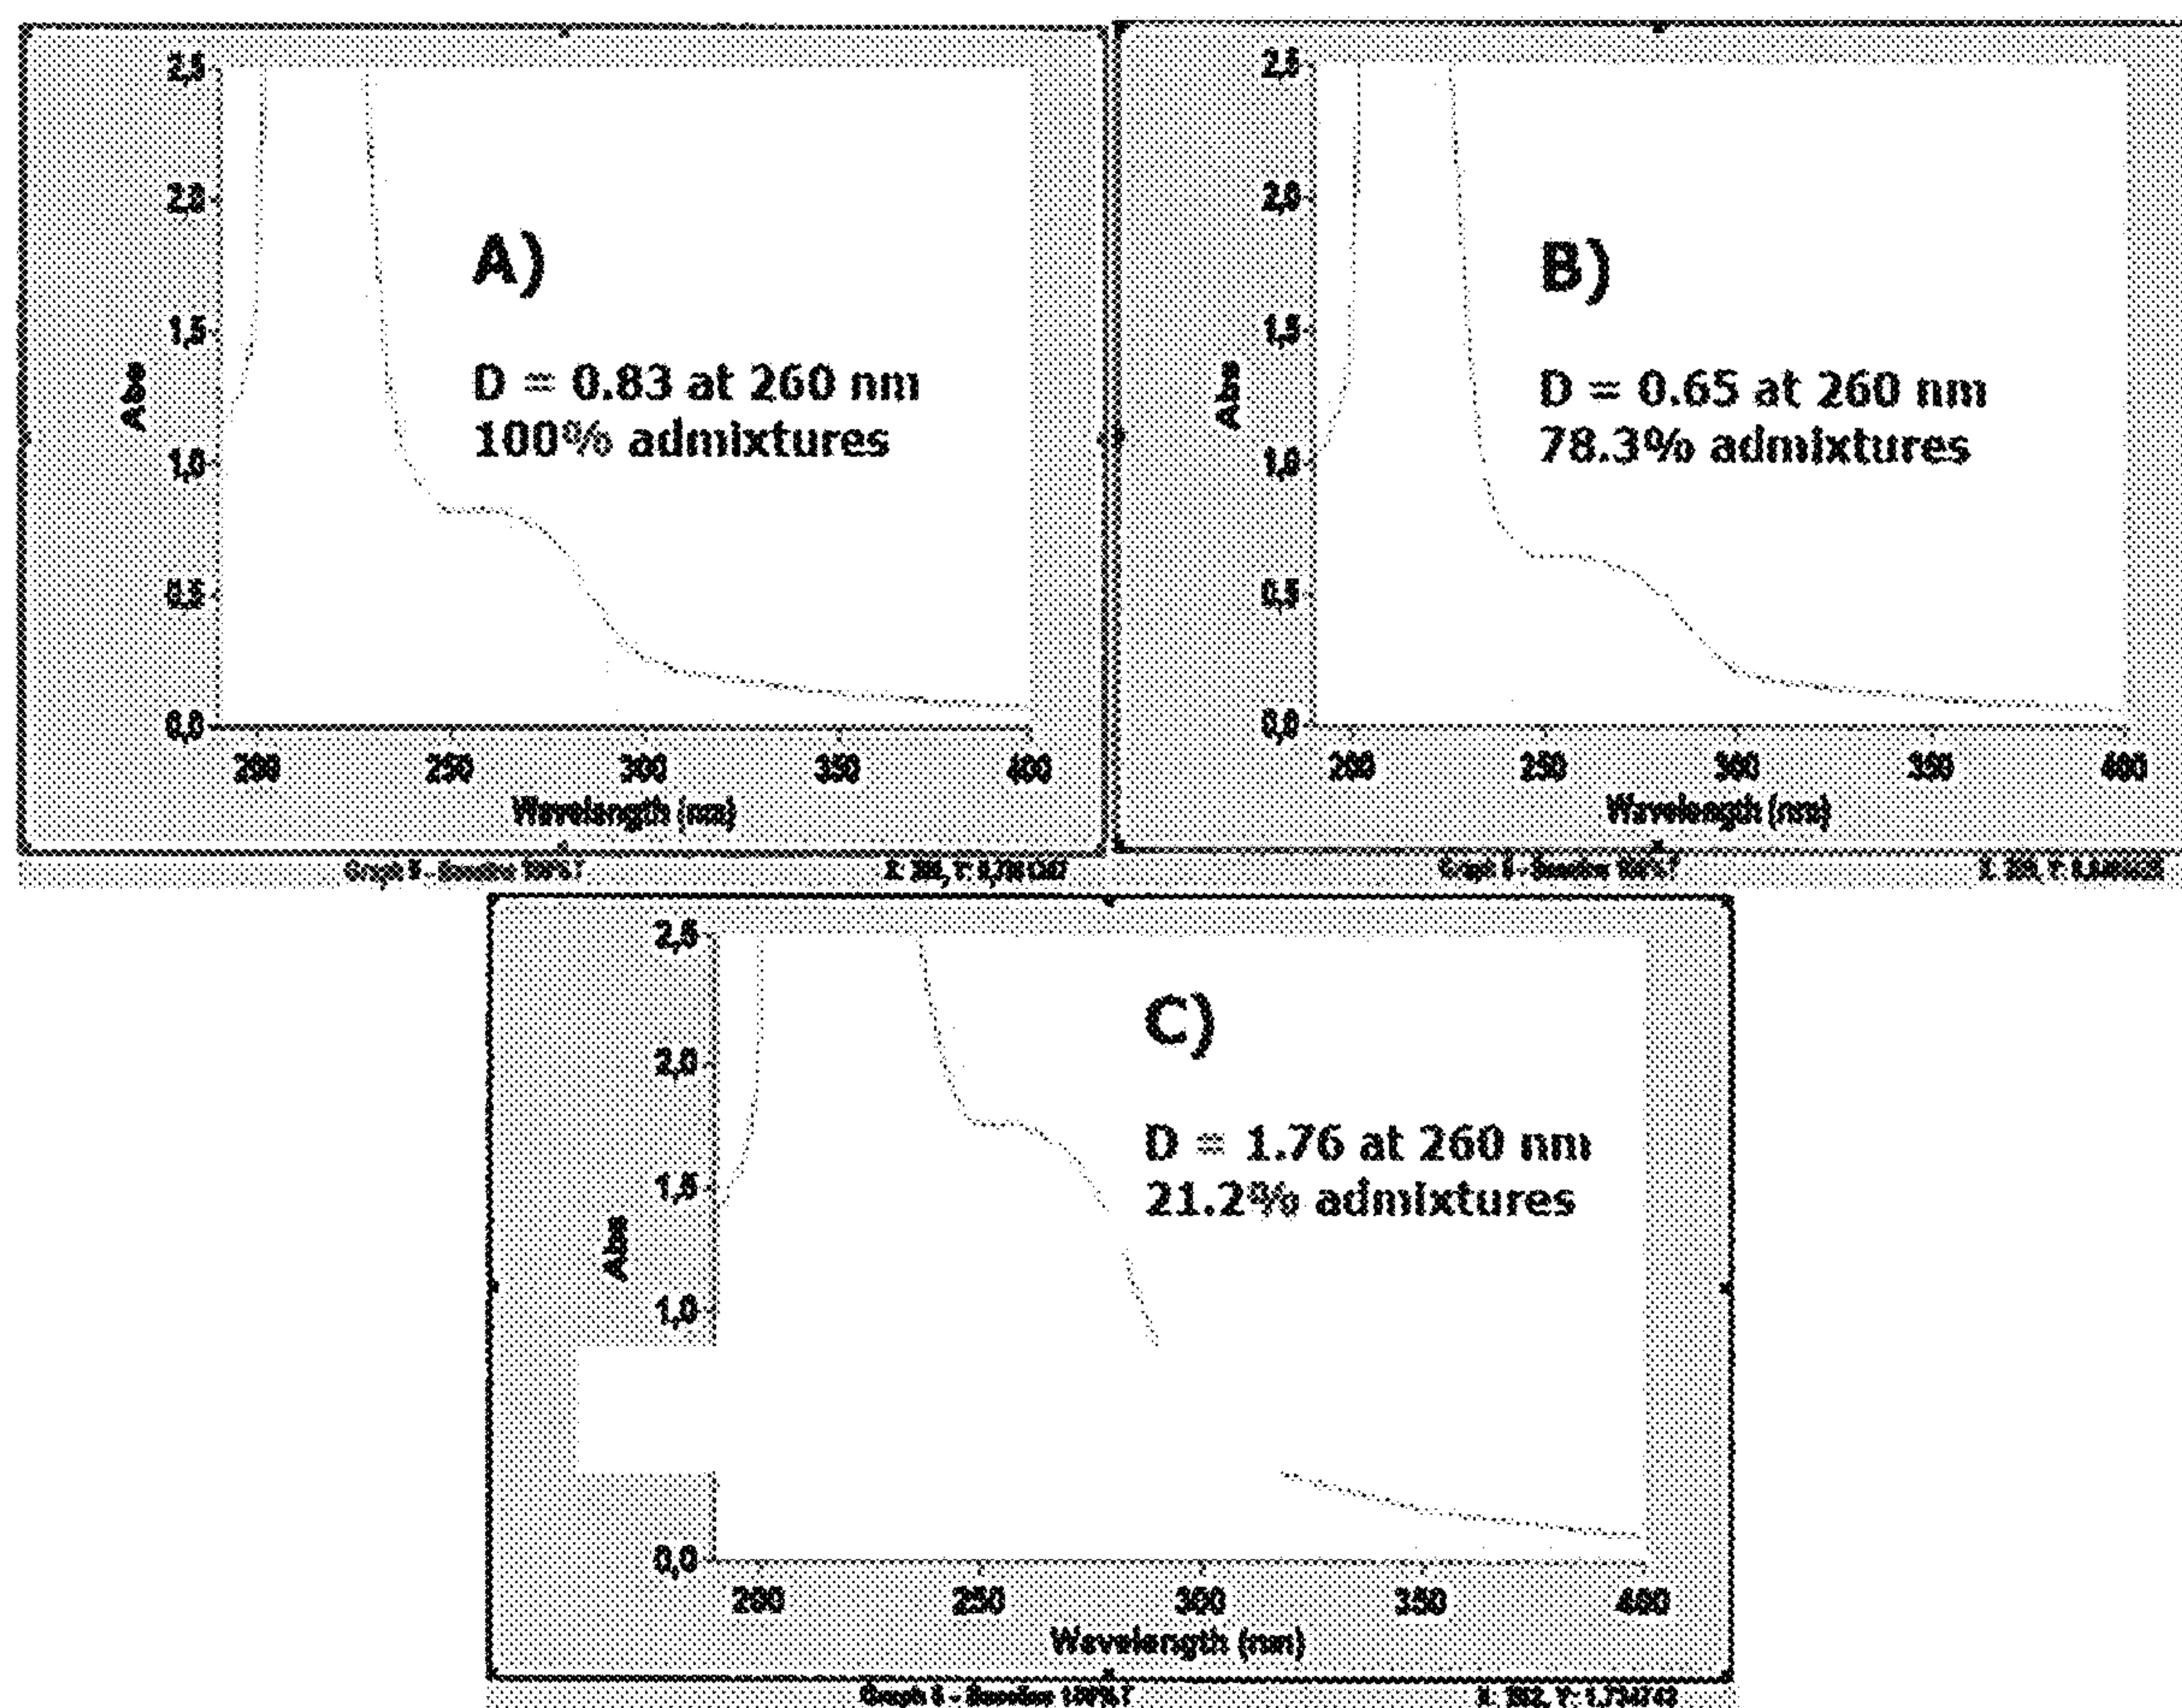 2,5
2,0
A)
1,5
D = 0.83 at 260 nm
100% admixtures
Abs
1,0
0,5
0,0
200 250 300 350 400
Wavelength (nm)
2,5
2,0
B)
1,5
D = 0.65 at 260 nm
78.3% admixtures
Abs
1,0
0,5
0,0
200 250 300 350 400
Wavelength (nm)
2,5
C)
2,0
D = 1.76 at 260 nm
21.2% admixtures
1,5
Abs
1,0
0,0
200 250 300 350 400
Wavelength (nm)